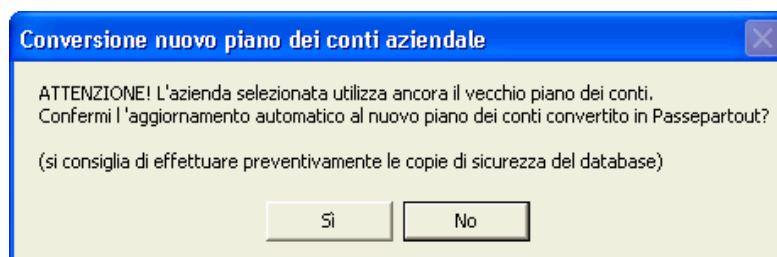 Conversione nuovo piano dei conti aziendale
ATTENZIONE! L'azienda selezionata utilizza ancora il vecchio piano dei conti.
Confermi l'aggiornamento automatico al nuovo piano dei conti convertito in Passepartout?
(si consiglia di effettuare preventivamente le copie di sicurezza del database)
Sì No